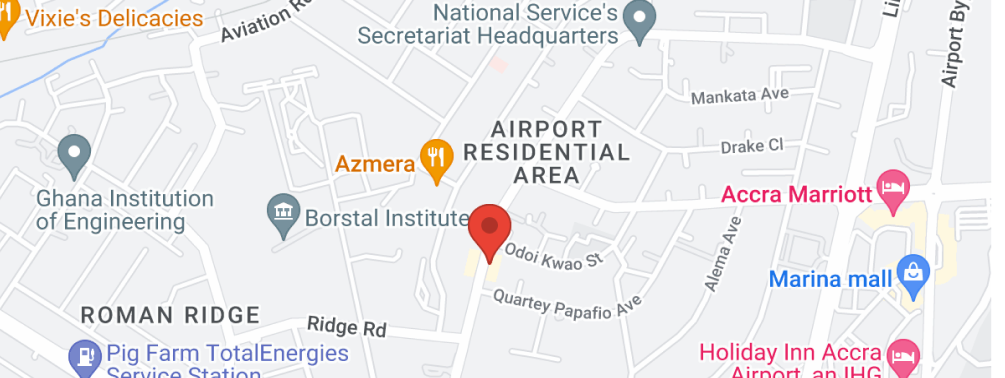 Vixie's Delicacies
Aviation Ro
National Service's
Secretariat Headquarters
Airport By
Mankata Ave
AIRPORT
RESIDENTIAL
AREA
Drake Cl
Azmera
Ghana Institution
of Engineering
Borstal Institute
Accra Marriott
Odoi Kwao St
Alema Ave
Marina mall
Quartey Papafio Ave
ROMAN RIDGE
Ridge Rd
Pig Farm TotalEnergies
Service Station
Holiday Inn Accra
Airport, an IHG